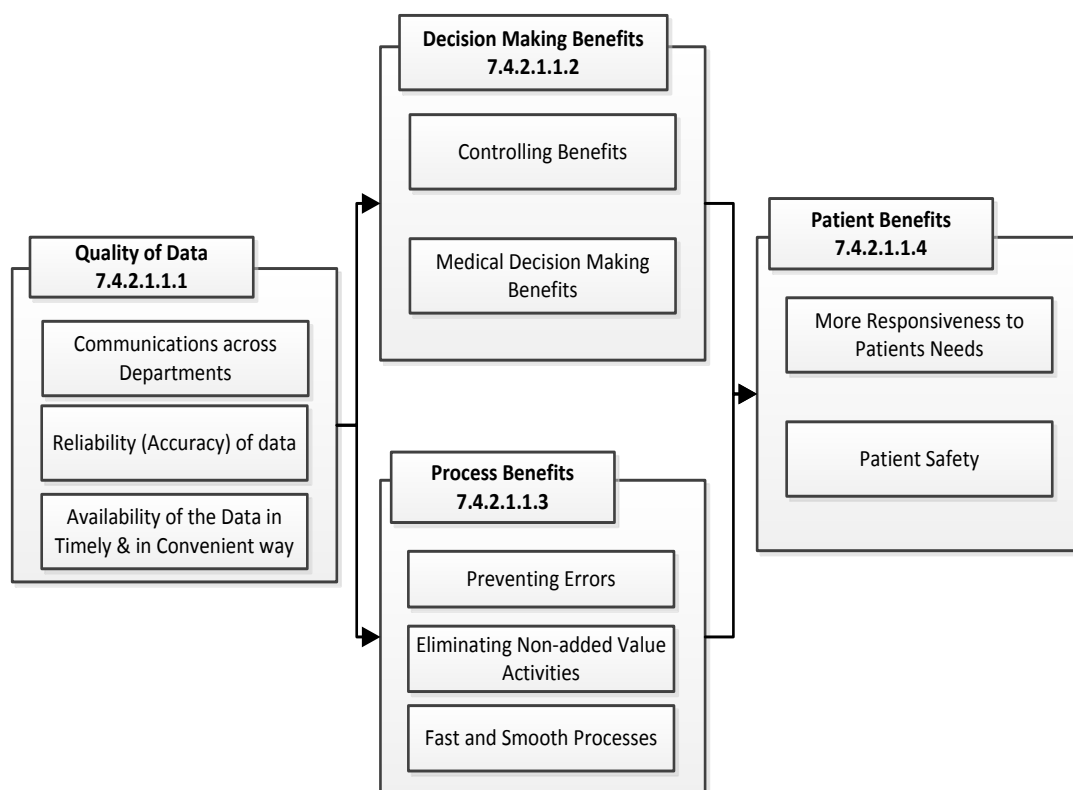 Quality of Data
7.4.2.1.1.1
Communications across
Departments
Reliability (Accuracy) of data
Availability of the Data in
Timely & in Convenient way
Decision Making Benefits
7.4.2.1.1.2
Controlling Benefits
Medical Decision Making
Benefits
Process Benefits
7.4.2.1.1.3
Preventing Errors
Eliminating Non-added Value
Activities
Fast and Smooth Processes
Patient Benefits
7.4.2.1.1.4
More Responsiveness to
Patients Needs
Patient Safety